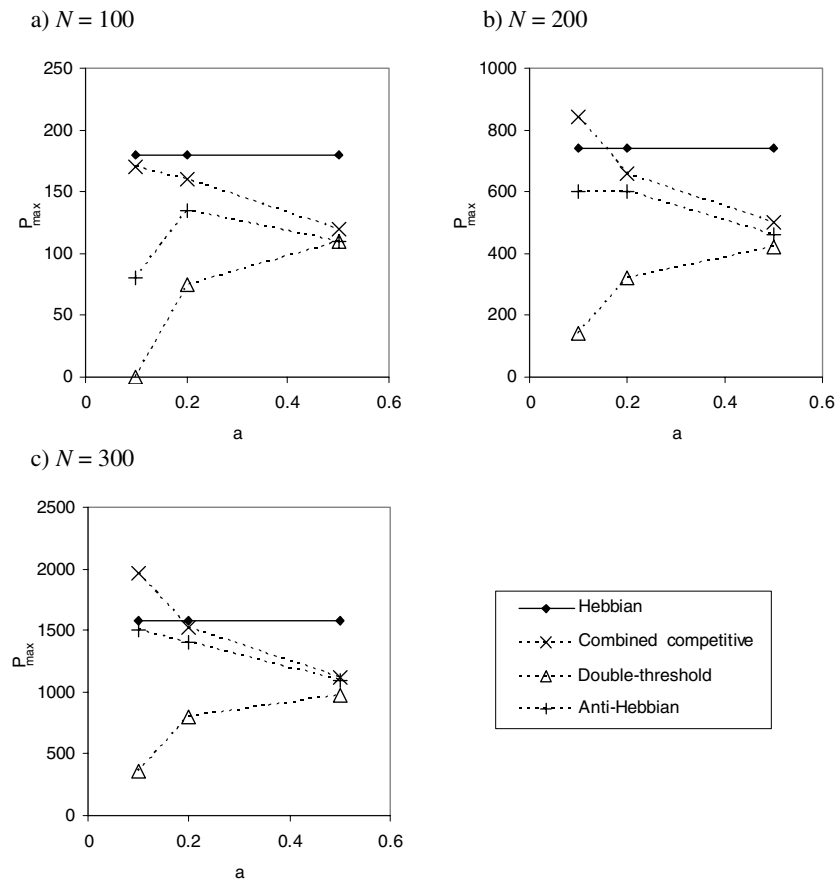 a) N = 100
250
200
150
100
50
0
P_max
0 0.2 0.4 0.6
a
b) N = 200
1000
800
600
400
200
0
P_max
0 0.2 0.4 0.6
a
c) N = 300
2500
2000
1500
1000
500
0
P_max
0 0.2 0.4 0.6
a
Hebbian
Combined competitive
Double-threshold
Anti-Hebbian